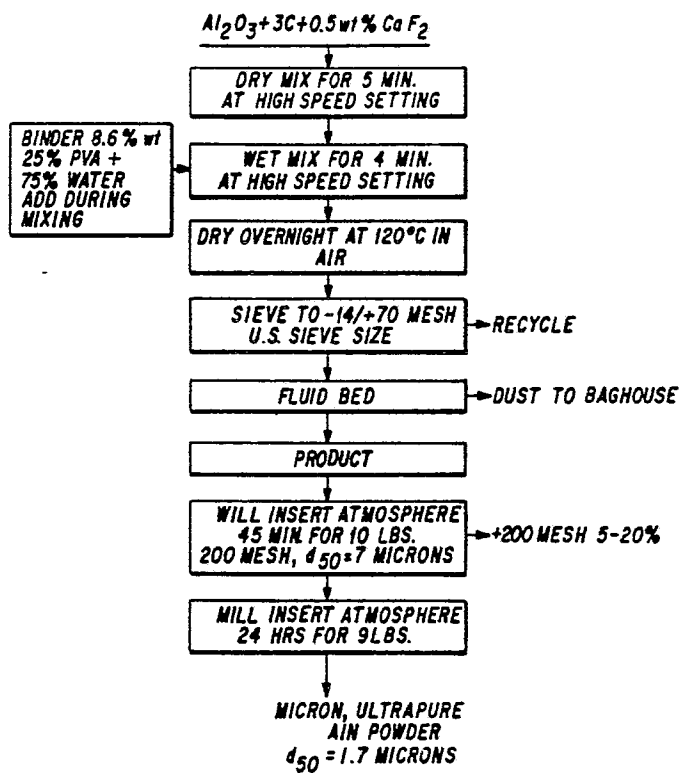 Al2O3+3C+0.5wt% CaF2
DRY MIX FOR 5 MIN.
AT HIGH SPEED SETTING
BINDER 8.6% wt
25% PVA +
75% WATER
ADD DURING
MIXING
WET MIX FOR 4 MIN.
AT HIGH SPEED SETTING
DRY OVERNIGHT AT 120°C IN
AIR
SIEVE TO -14/+70 MESH
U.S. SIEVE SIZE
RECYCLE
FLUID BED
DUST TO BAGHOUSE
PRODUCT
WILL INSERT ATMOSPHERE
45 MIN. FOR 10 LBS.
200 MESH, d50=7 MICRONS
+200 MESH 5-20%
MILL INSERT ATMOSPHERE
24 HRS FOR 9LBS.
MICRON, ULTRAPURE
AIN POWDER
d50=1.7 MICRONS